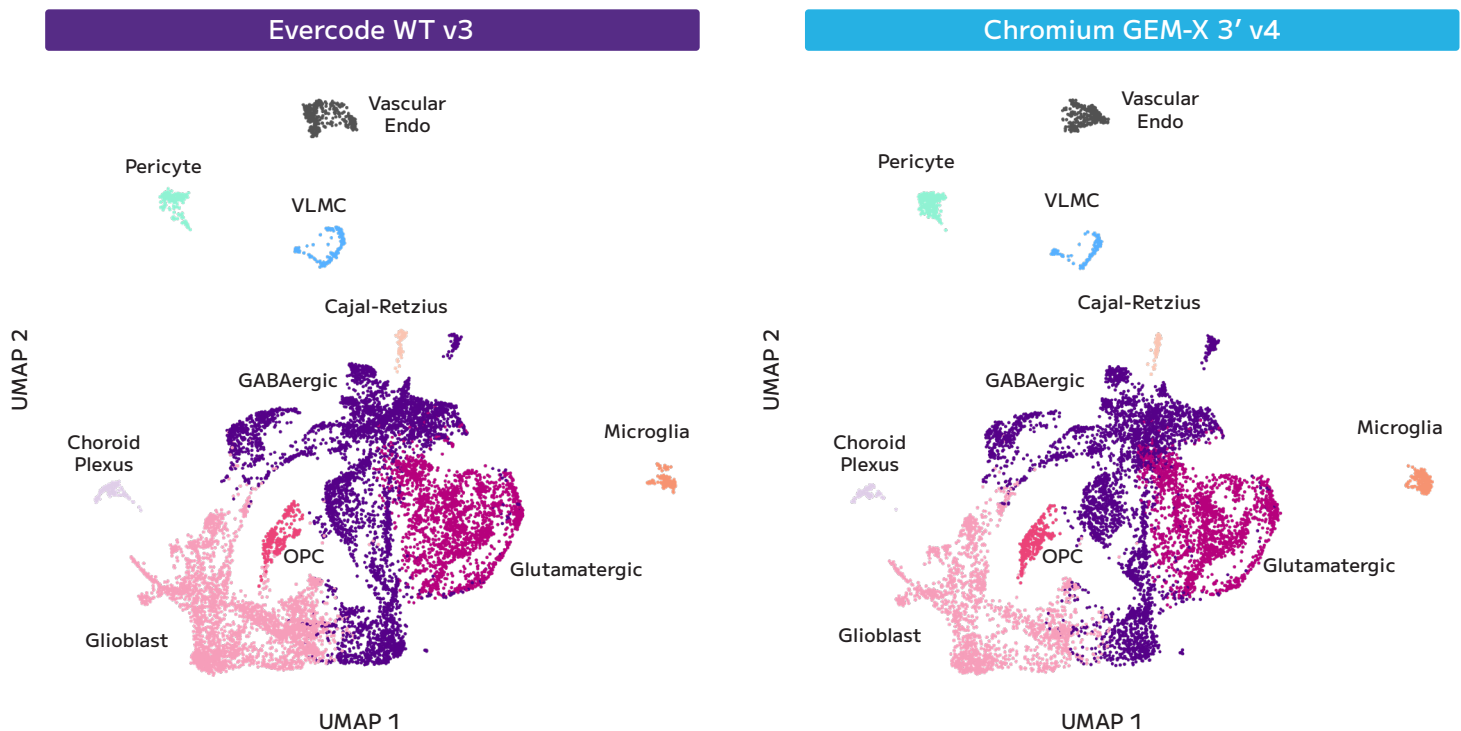 Evercode WT v3
Vascular
Endo
Pericyte
VLMC
Cajal-Retzius
GABAergic
Choroid
Plexus
Microglia
OPC
Glutamatergic
Glioblast
UMAP 2
UMAP 1
Chromium GEM-X 3′ v4
Vascular
Endo
Pericyte
VLMC
Cajal-Retzius
GABAergic
Choroid
Plexus
Microglia
OPC
Glutamatergic
Glioblast
UMAP 2
UMAP 1